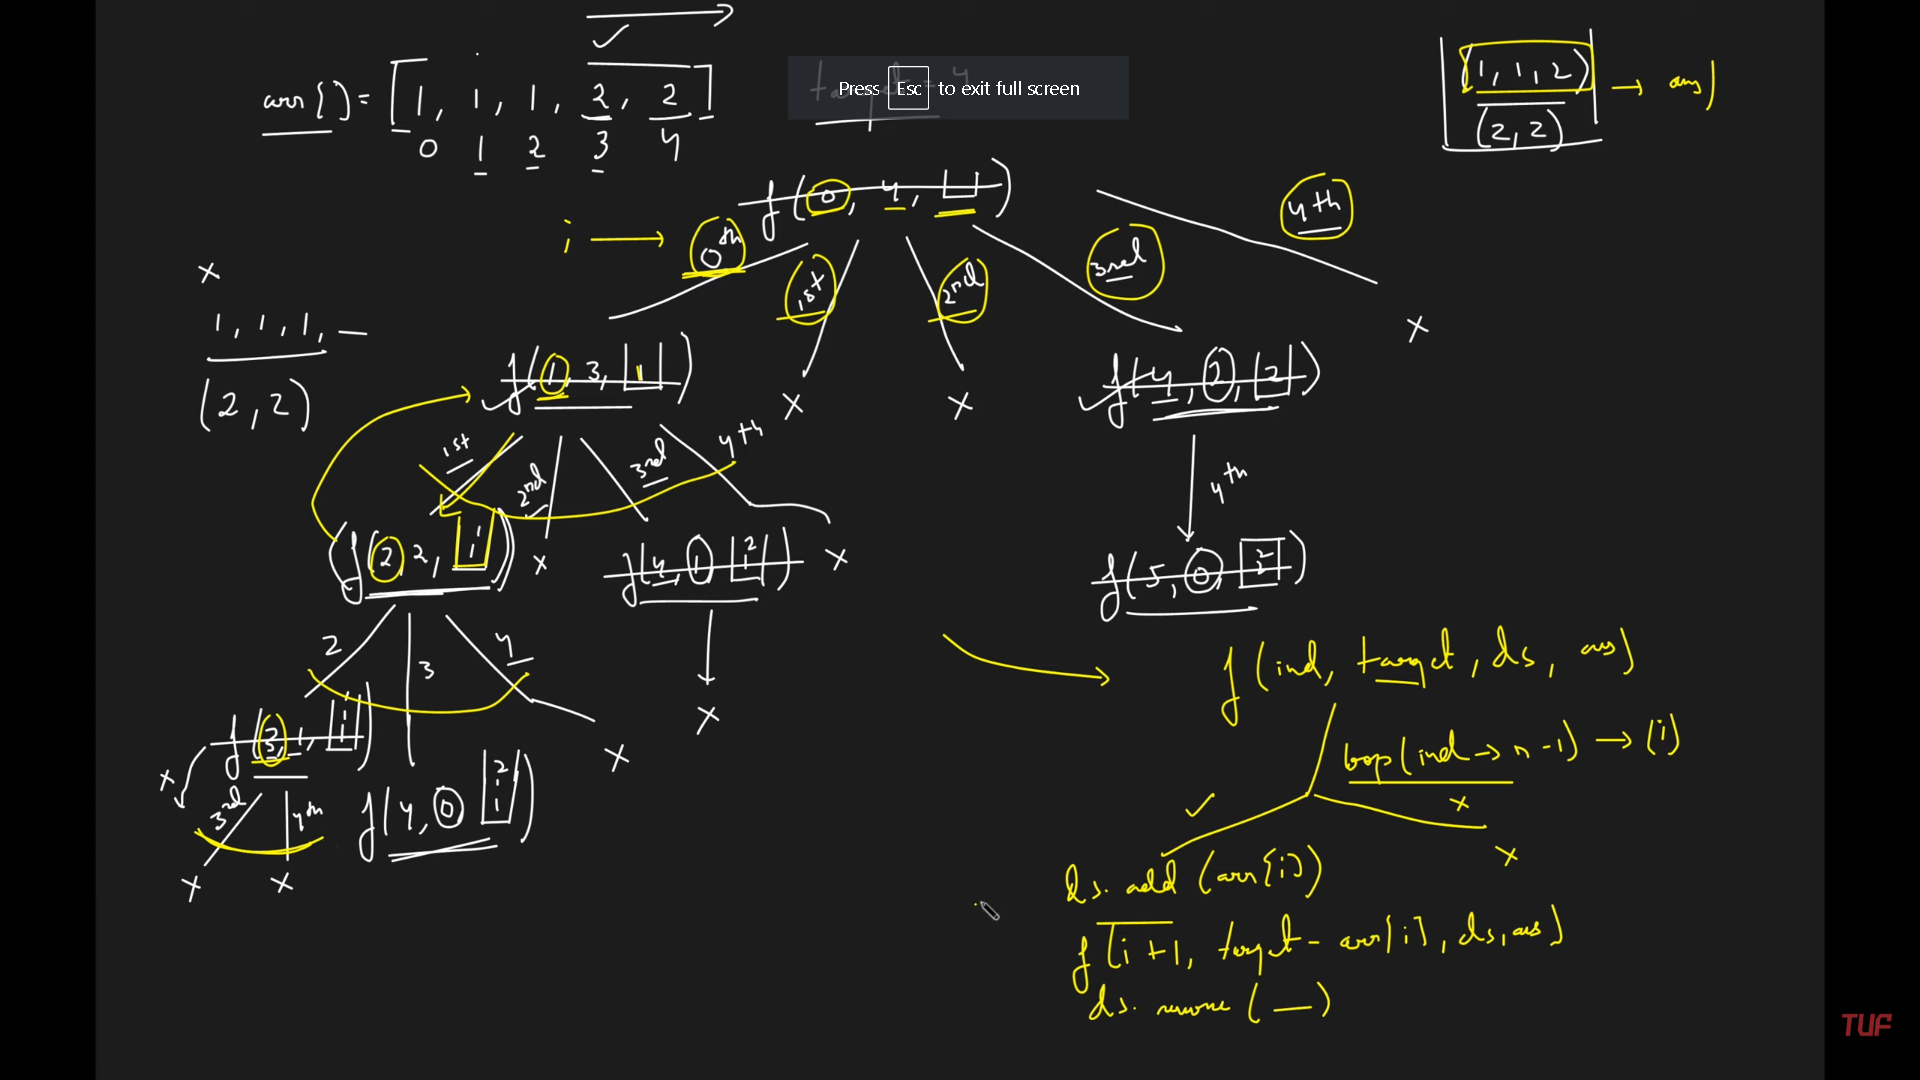 arr[] = [1, 1, 1, 2, 2]
0 1 2 3 4
target = 4
Press Esc to exit full screen
(1, 1, 2) → ans
(2, 2)
f(0, 4, )
i → 0th
1st
2nd
3rd
4th
x
1, 1, 1, _
(2, 2)
f(1, 3, 1)
x
x
f(4, 2, 2)
x
1st
2nd
3rd
4th
4th
f(2, 2, 1 1)
x
f(4, 1, 2 1)
x
f(5, 0, 2 2)
2
3
4
x
x
f(3, 1, 1 1 1)
x
3rd
4th
f(4, 0, 2 1 1)
x
x
f(ind, target, ds, ans)
loop(ind → n-1) → (i)
x
x
ds. add (arr[i])
f(i+1, target - arr[i], ds, ans)
ds. remove ( — )
TUF